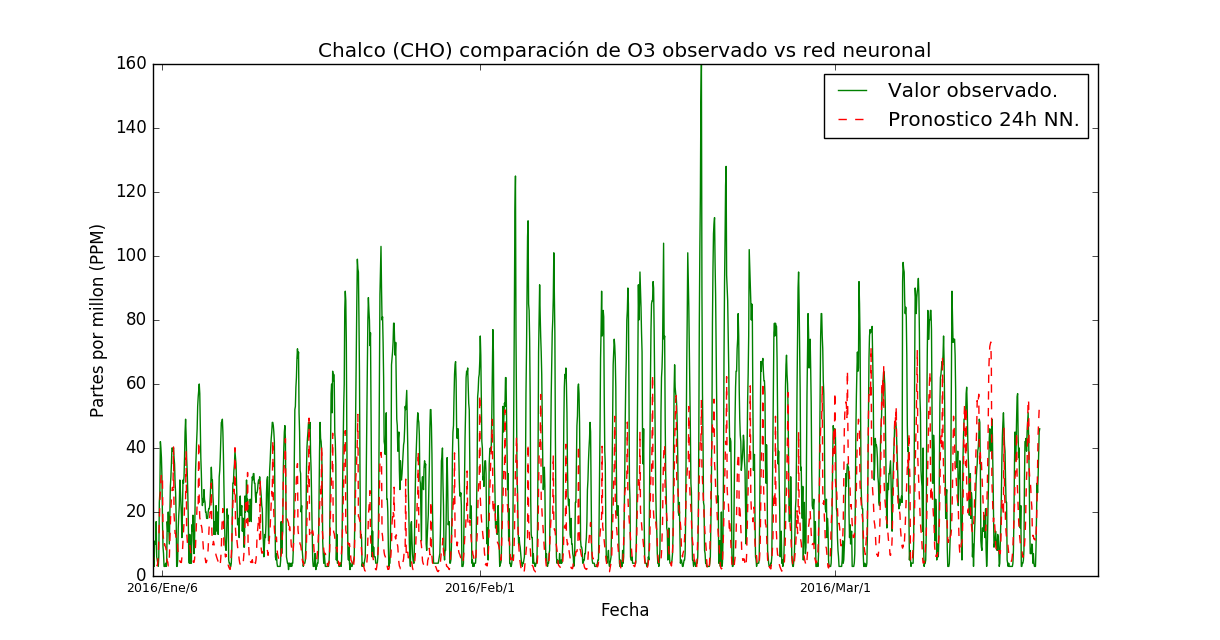 Chalco (CHO) comparación de O3 observado vs red neuronal
Valor observado.
Pronostico 24h NN.
Partes por millon (PPM)
160
140
120
100
80
60
40
20
0
2016/Ene/6
2016/Feb/1
2016/Mar/1
Fecha